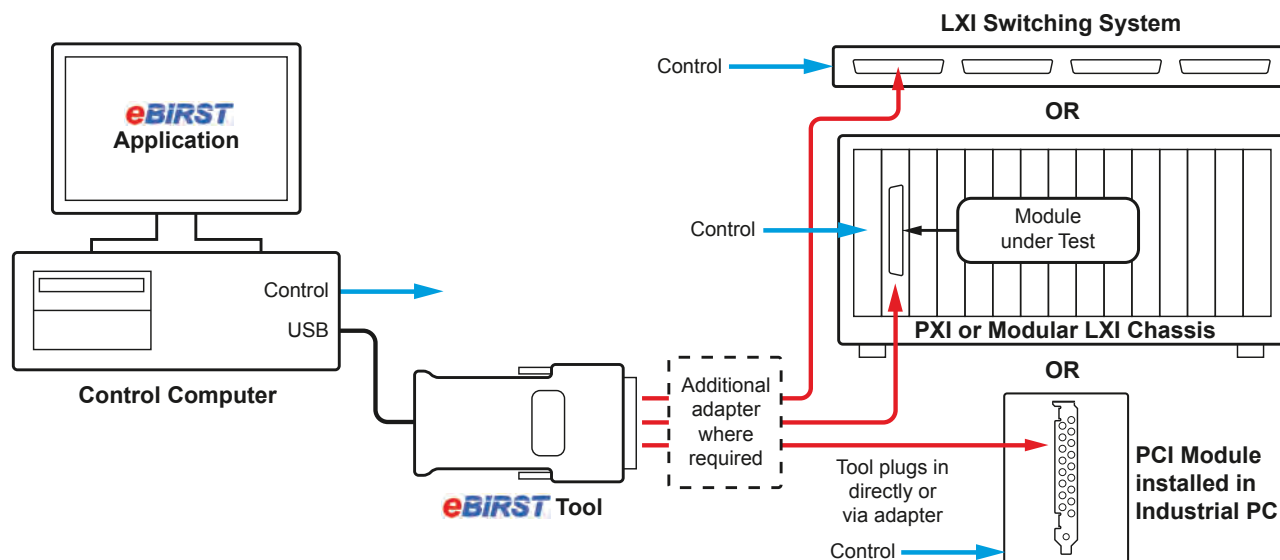 LXI Switching System
Control
OR
eBIRST
Application
Control
Module
under Test
Control
USB
PXI or Modular LXI Chassis
Control Computer
OR
Additional
adapter
where
required
Tool plugs in
directly or
via adapter
PCI Module
installed in
Industrial PC
eBIRST Tool
Control